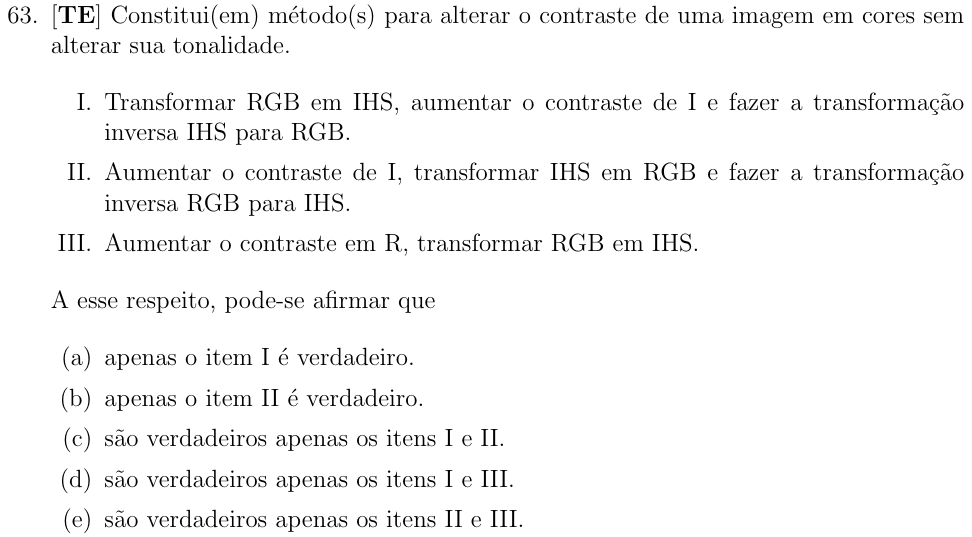 63. [TE] Constitui(em) método(s) para alterar o contraste de uma imagem em cores sem
alterar sua tonalidade.
I. Transformar RGB em IHS, aumentar o contraste de I e fazer a transformação
inversa IHS para RGB.
II. Aumentar o contraste de I, transformar IHS em RGB e fazer a transformação
inversa RGB para IHS.
III. Aumentar o contraste em R, transformar RGB em IHS.
A esse respeito, pode-se afirmar que
(a) apenas o item I é verdadeiro.
(b) apenas o item II é verdadeiro.
(c) são verdadeiros apenas os itens I e II.
(d) são verdadeiros apenas os itens I e III.
(e) são verdadeiros apenas os itens II e III.